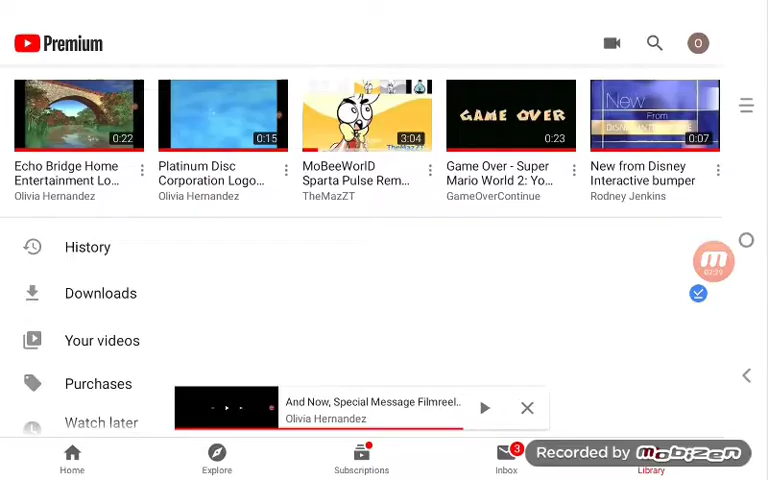 Premium
O
0:22
0:15
TheMazZT
3:04
GAME OVER
0:23
New
From
0:07
Echo Bridge Home
Entertainment Lo...
Olivia Hernandez
Platinum Disc
Corporation Logo...
Olivia Hernandez
MoBeeWorlD
Sparta Pulse Rem...
TheMazZT
Game Over - Super
Mario World 2: Yo...
GameOverContinue
New from Disney
Interactive bumper
Rodney Jenkins
History
Downloads
Your videos
Purchases
Watch later
And Now, Special Message Filmreel..
Olivia Hernandez
Home
Explore
Subscriptions
3
Inbox
Library
Recorded by mobizen